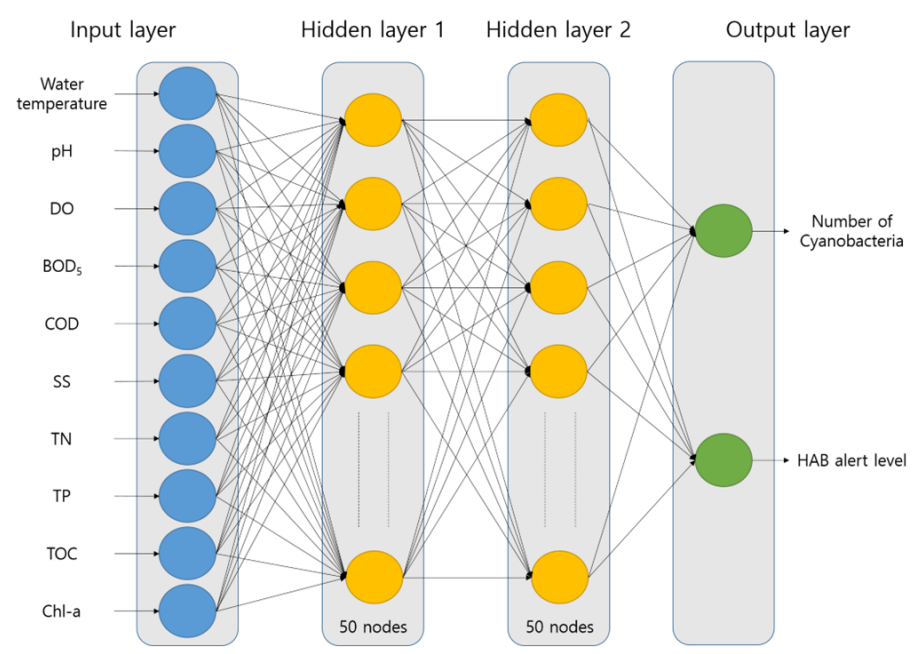 Input layer
Hidden layer 1
Hidden layer 2
Output layer
Water
temperature
pH
DO
BOD₅
COD
SS
TN
TP
TOC
Chl-a
50 nodes
50 nodes
Number of
Cyanobacteria
HAB alert level